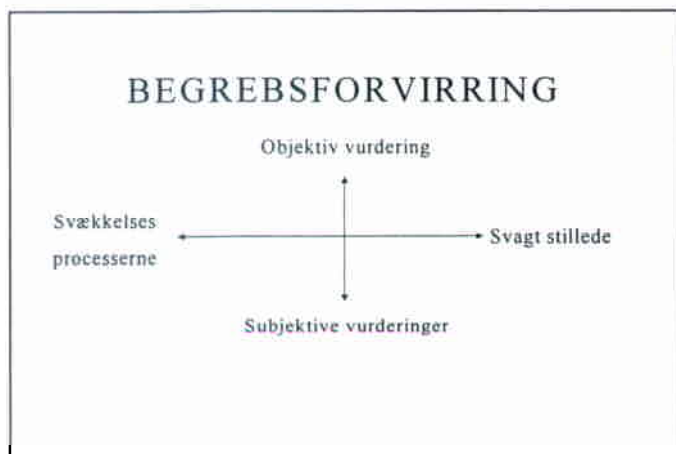 BEGREBSFORVIRRING
Objektiv vurdering
Svækkelses
processerne
Svagt stillede
Subjektive vurderinger